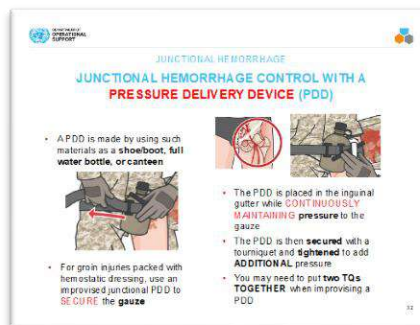 DEPARTMENT OF
OPERATIONAL
SUPPORT
JUNCTIONAL HEMORRHAGE
JUNCTIONAL HEMORRHAGE CONTROL WITH A
PRESSURE DELIVERY DEVICE (PDD)
• A PDD is made by using such
materials as a shoe/boot, full
water bottle, or canteen
• For groin injuries packed with
hemostatic dressing, use an
improvised junctional PDD to
SECURE the gauze
• The PDD is placed in the inguinal
gutter while CONTINUOUSLY
MAINTAINING pressure to the
gauze
• The PDD is then secured with a
tourniquet and tightened to add
ADDITIONAL pressure
• You may need to put two TQs
TOGETHER when improvising a
PDD